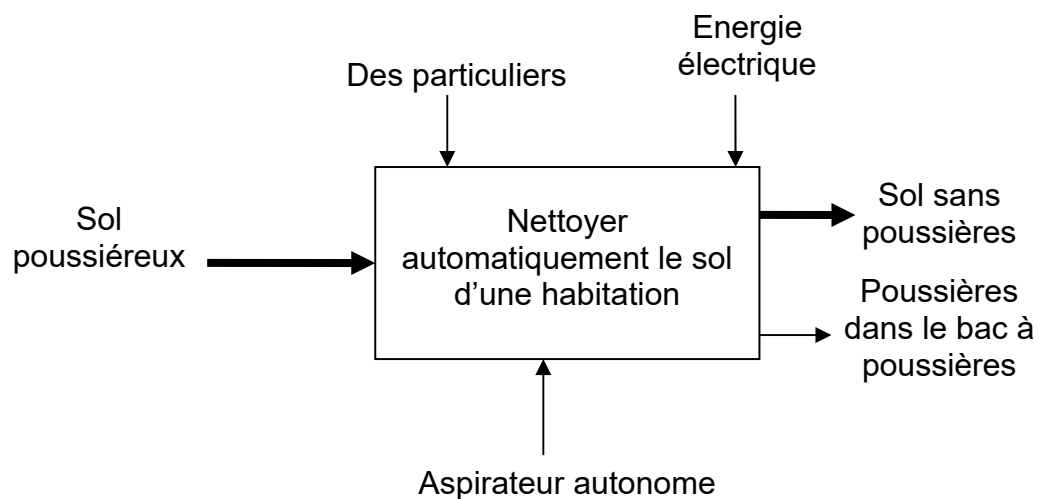 Energie
électrique
Des particuliers
Sol
poussiéreux
Nettoyer
automatiquement le sol
d’une habitation
Sol sans
poussières
Poussières
dans le bac à
poussières
Aspirateur autonome